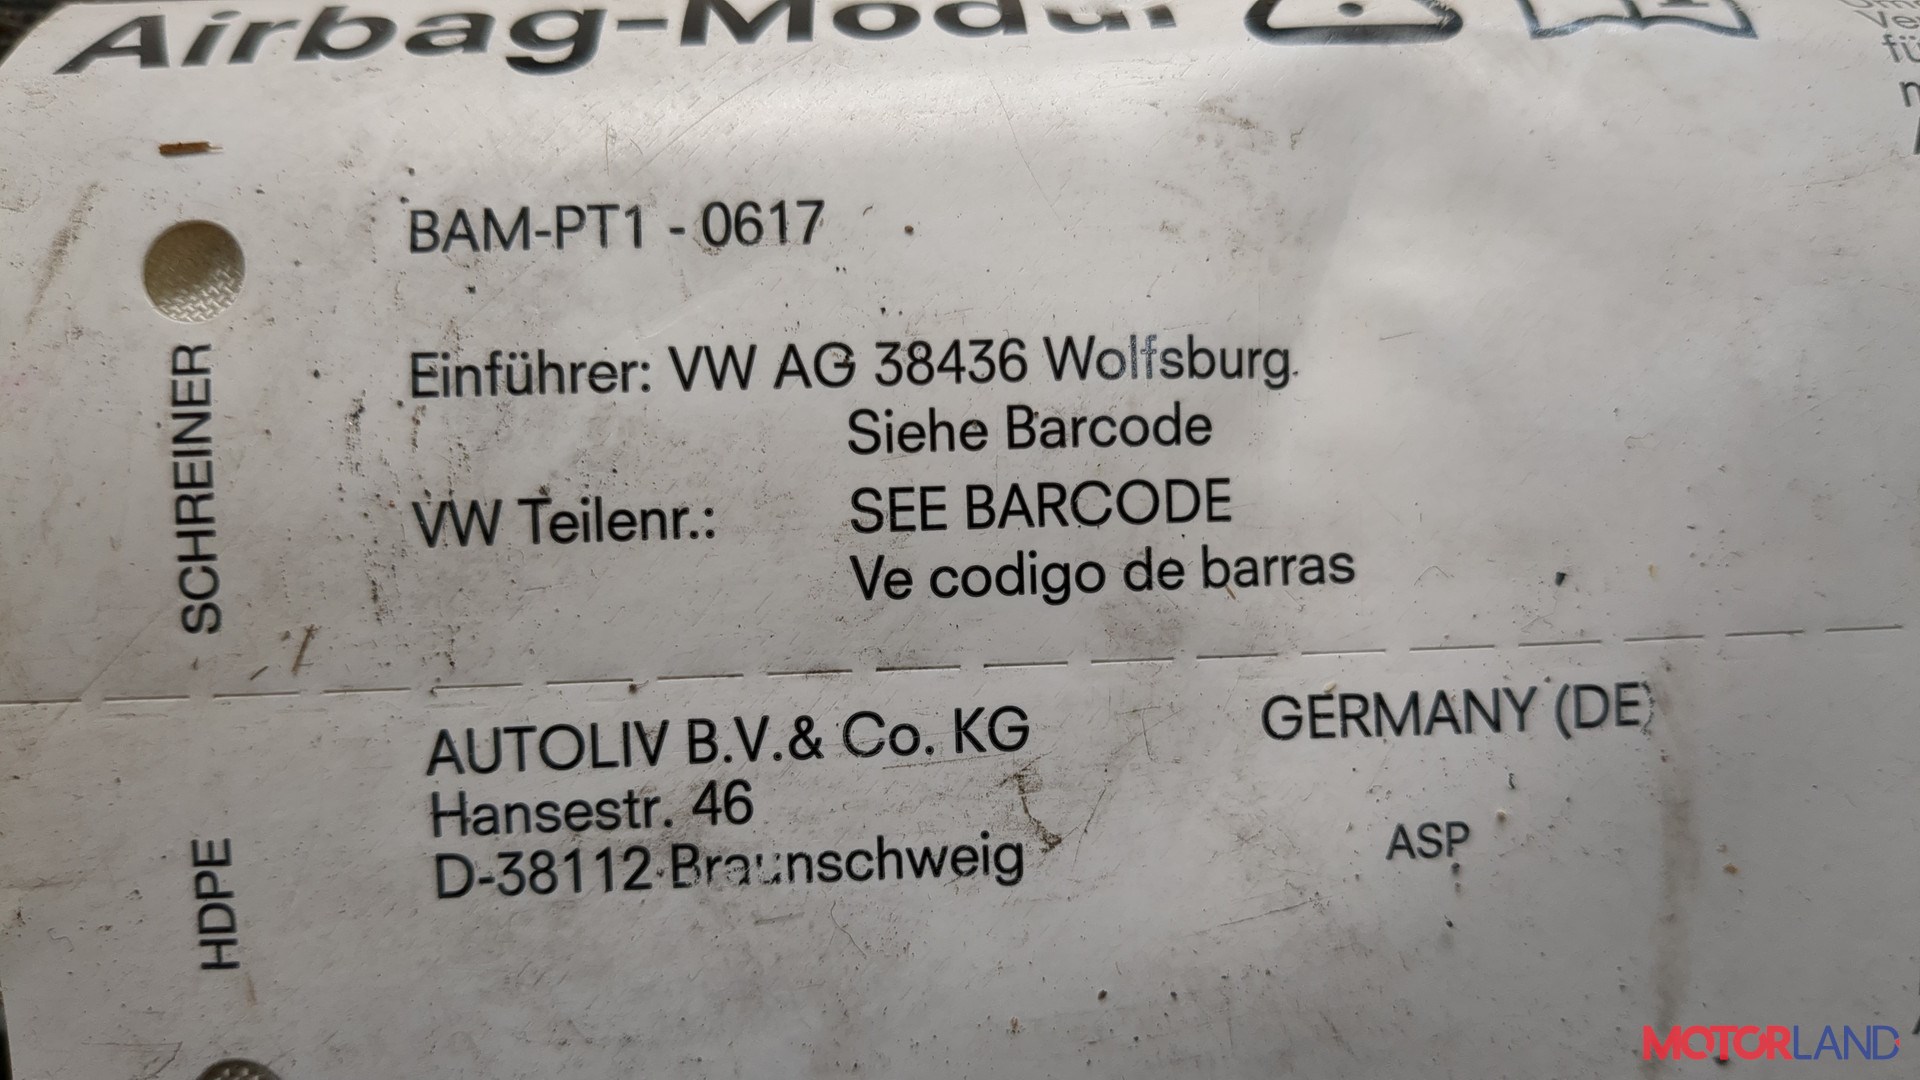 Airbag-Modul
BAM-PT1 - 0617
Einführer: VW AG 38436 Wolfsburg.
Siehe Barcode
VW Teilenr.: SEE BARCODE
Ve codigo de barras
SCHREINER
AUTOLIV B.V.& Co. KG GERMANY (DE)
Hansestr. 46
ASP
D-38112 Braunschweig
HDPE
MOTORLAND